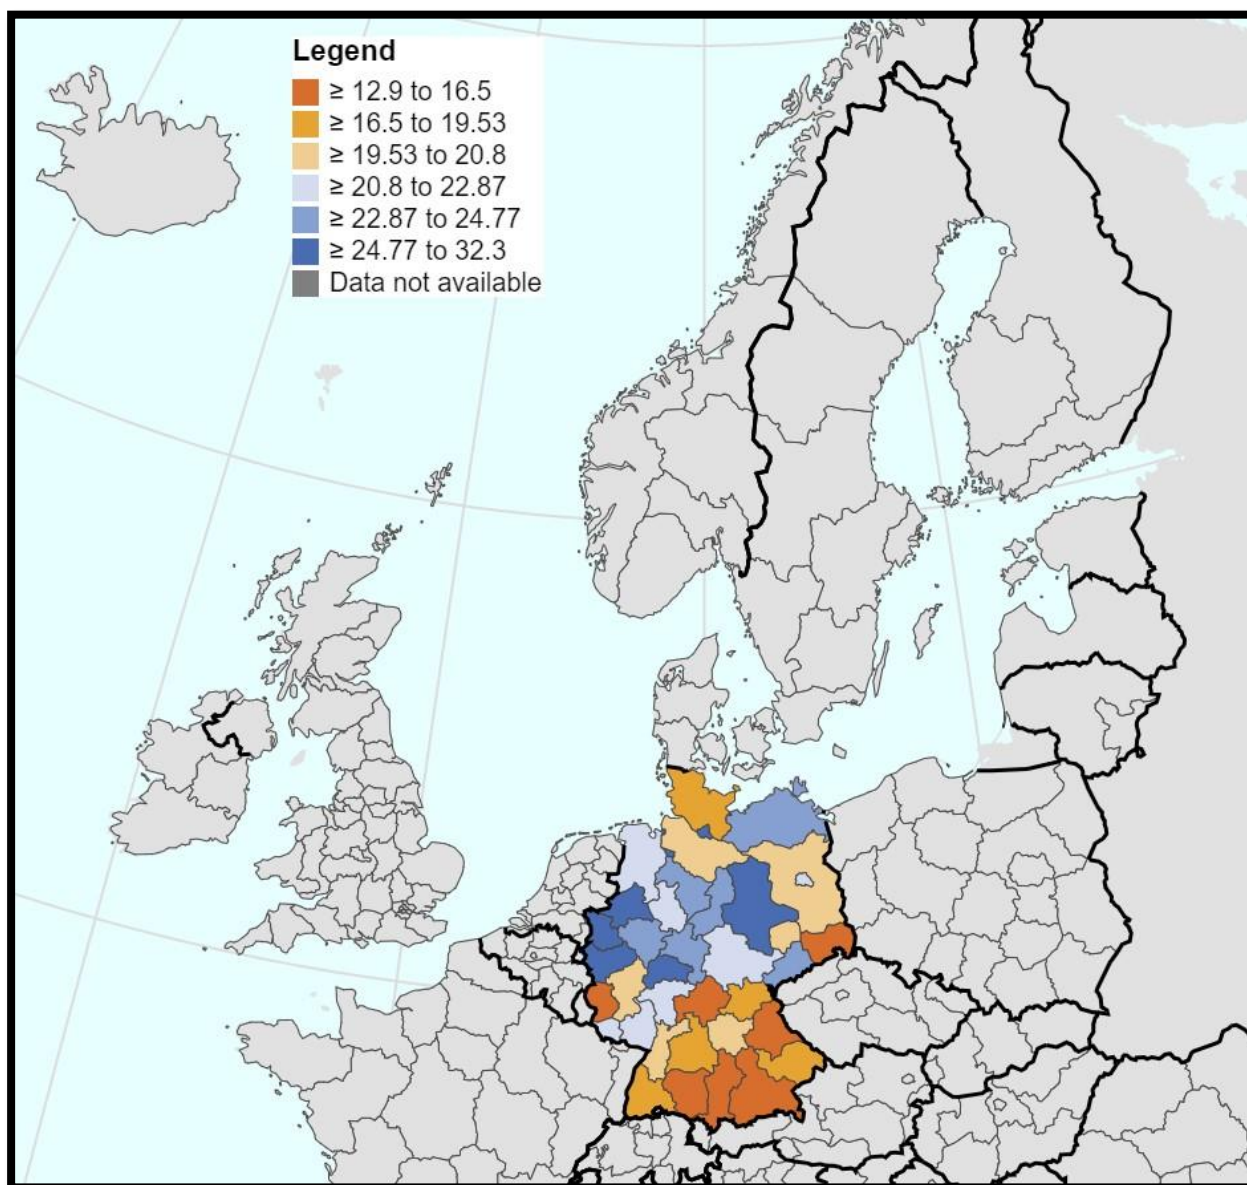 Legend
≥ 12.9 to 16.5
≥ 16.5 to 19.53
≥ 19.53 to 20.8
≥ 20.8 to 22.87
≥ 22.87 to 24.77
≥ 24.77 to 32.3
Data not available